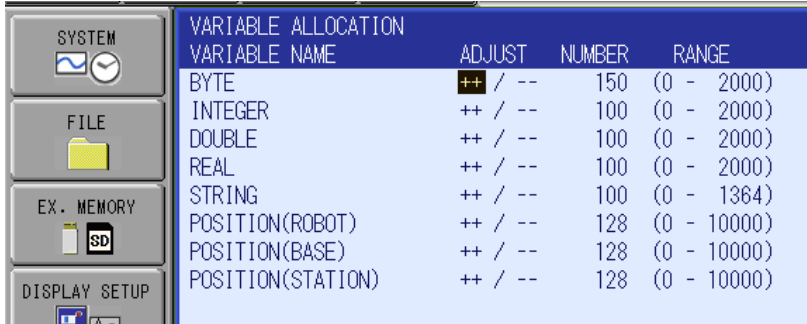 SYSTEM
FILE
EX. MEMORY
SD
DISPLAY SETUP
VARIABLE ALLOCATION
VARIABLE NAME ADJUST NUMBER RANGE
BYTE ++ / -- 150 (0 - 2000)
INTEGER ++ / -- 100 (0 - 2000)
DOUBLE ++ / -- 100 (0 - 2000)
REAL ++ / -- 100 (0 - 2000)
STRING ++ / -- 100 (0 - 1364)
POSITION(ROBOT) ++ / -- 128 (0 - 10000)
POSITION(BASE) ++ / -- 128 (0 - 10000)
POSITION(STATION) ++ / -- 128 (0 - 10000)